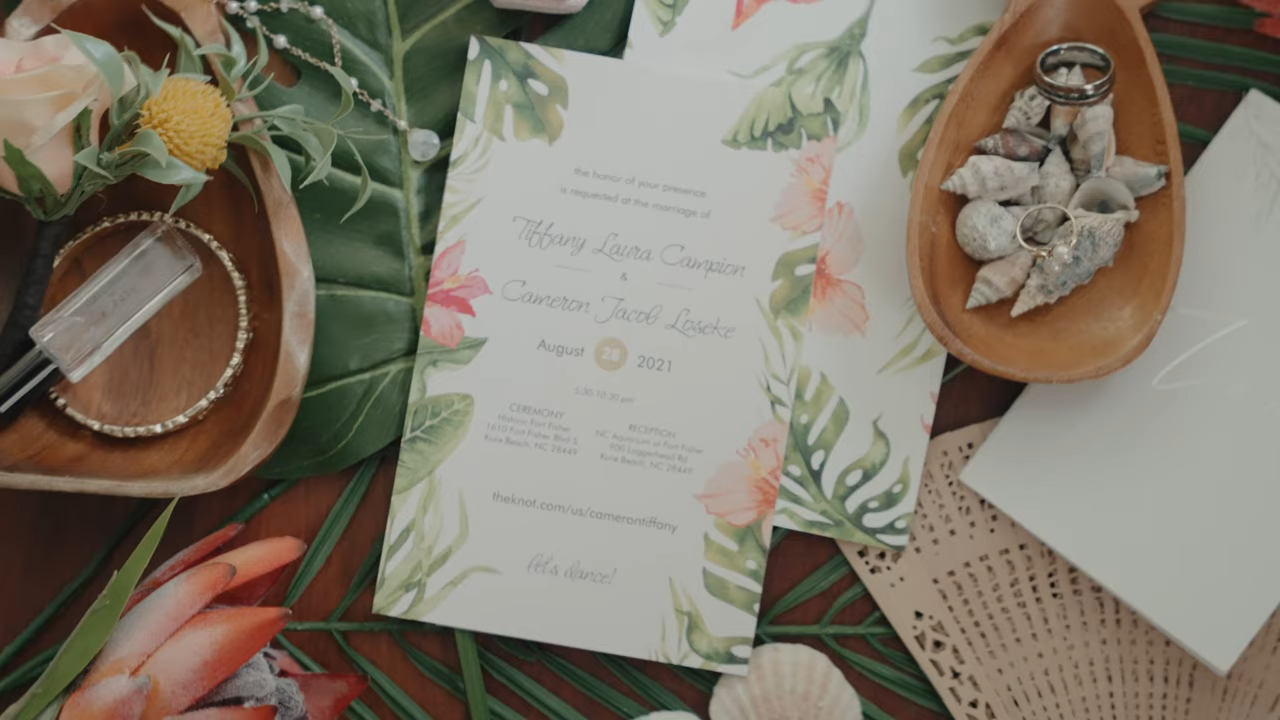 the honor of your presence
is requested at the marriage of
Tiffany Laura Campion
&
Cameron Jacob Loseke
August 28 2021
5:30-10:30 pm
CEREMONY
Historic Fort Fisher
1610 Fort Fisher Blvd S.
Kure Beach, NC 28449
RECEPTION
NC Aquarium at Fort Fisher
900 Loggerhead Rd
Kure Beach, NC 28449
theknot.com/us/camerontiffany
let's dance!